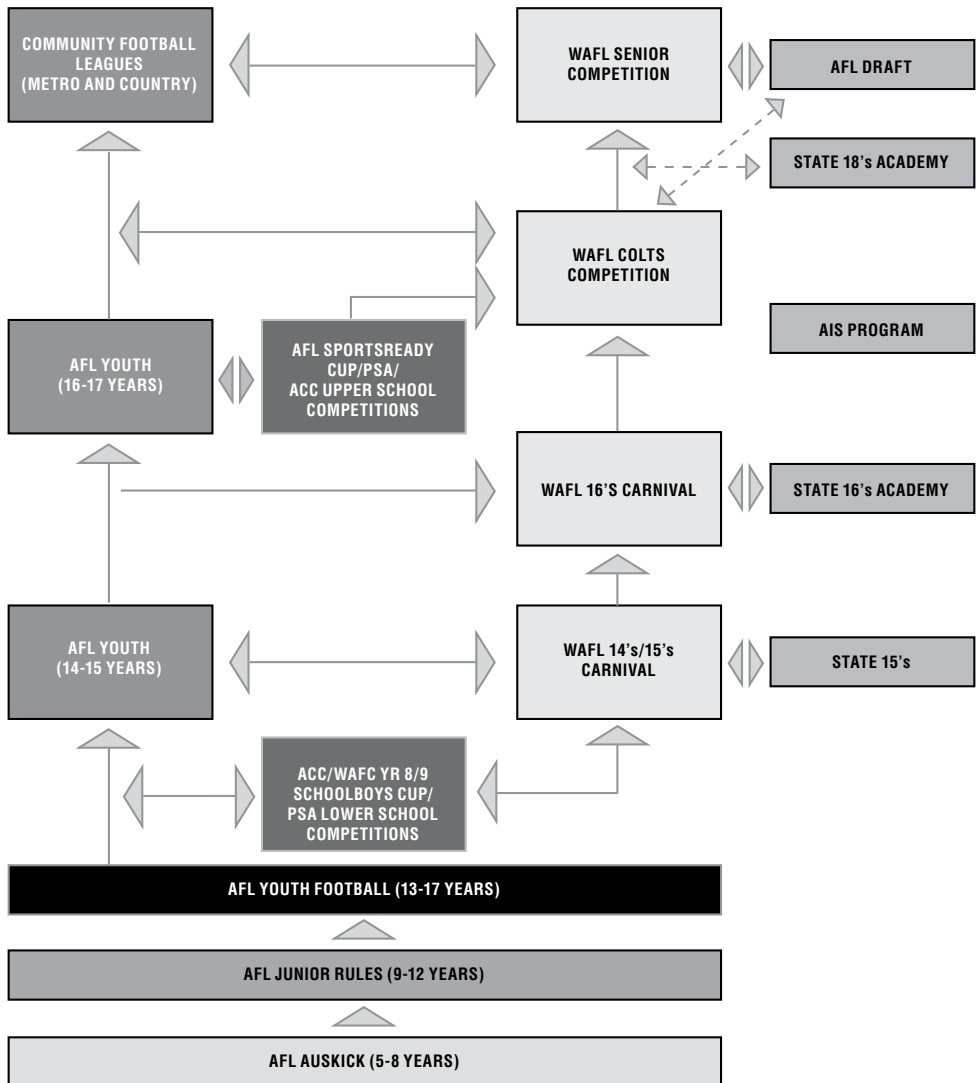 COMMUNITY FOOTBALL
LEAGUES
(METRO AND COUNTRY)
WAFL SENIOR
COMPETITION
AFL DRAFT
STATE 18's ACADEMY
WAFL COLTS
COMPETITION
AIS PROGRAM
AFL YOUTH
(16-17 YEARS)
AFL SPORTSREADY
CUP/PSA/
ACC UPPER SCHOOL
COMPETITIONS
WAFL 16'S CARNIVAL
STATE 16's ACADEMY
AFL YOUTH
(14-15 YEARS)
WAFL 14's/15's
CARNIVAL
STATE 15's
ACC/WAFC YR 8/9
SCHOOLBOYS CUP/
PSA LOWER SCHOOL
COMPETITIONS
AFL YOUTH FOOTBALL (13-17 YEARS)
AFL JUNIOR RULES (9-12 YEARS)
AFL AUSKICK (5-8 YEARS)